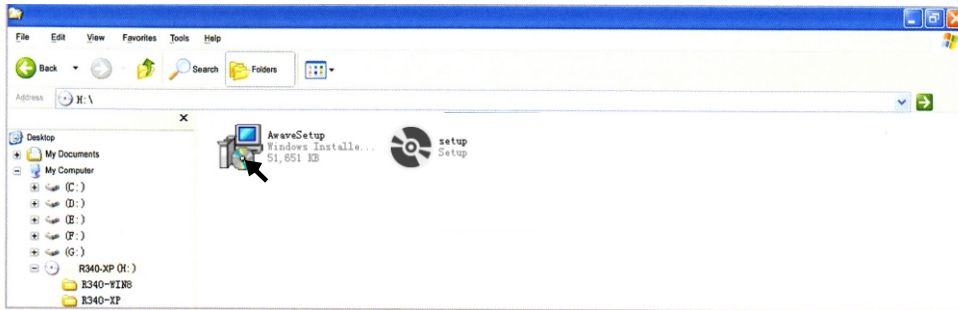 File Edit View Favorites Tools Help
Back Search Folders
Address H:\
Desktop
My Documents
My Computer
(C:)
(D:)
(E:)
(F:)
(G:)
R340-XP (H:)
R340-WIN8
R340-XP
AwaveSetup
Windows Installe...
51,651 KB
setup
Setup